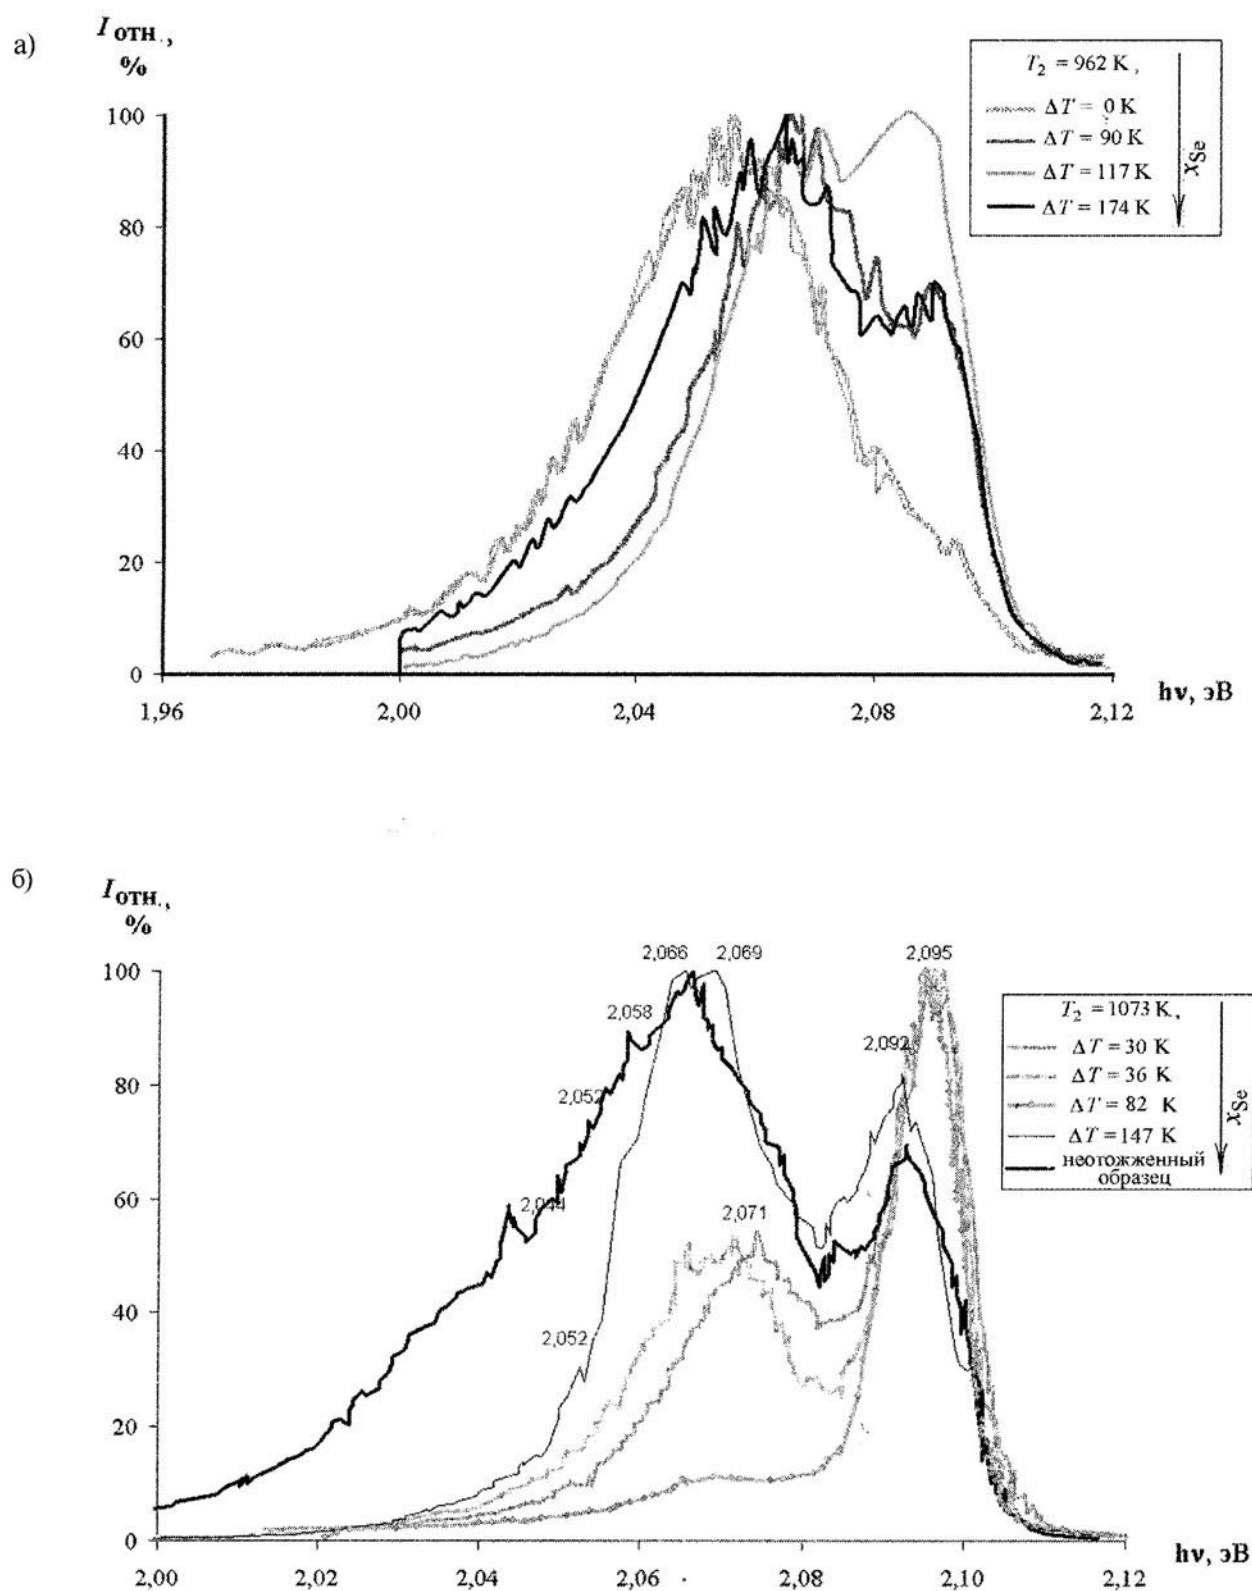 а)
I отн.,
%
100
80
60
40
20
0
1,96
2,00
2,04
2,08
2,12
hν, эВ
T₂ = 962 К,
ΔT = 0 К
ΔT = 90 К
ΔT = 117 К
ΔT = 174 К
x Se
б)
I отн.,
%
100
80
60
40
20
0
2,00
2,02
2,04
2,06
2,08
2,10
2,12
hν, эВ
2,066
2,069
2,095
2,058
2,092
2,052
2,044
2,071
2,052
T₂ = 1073 К,
ΔT = 30 К
ΔT = 36 К
ΔT = 82 К
ΔT = 147 К
неотожженный
образец
x Se